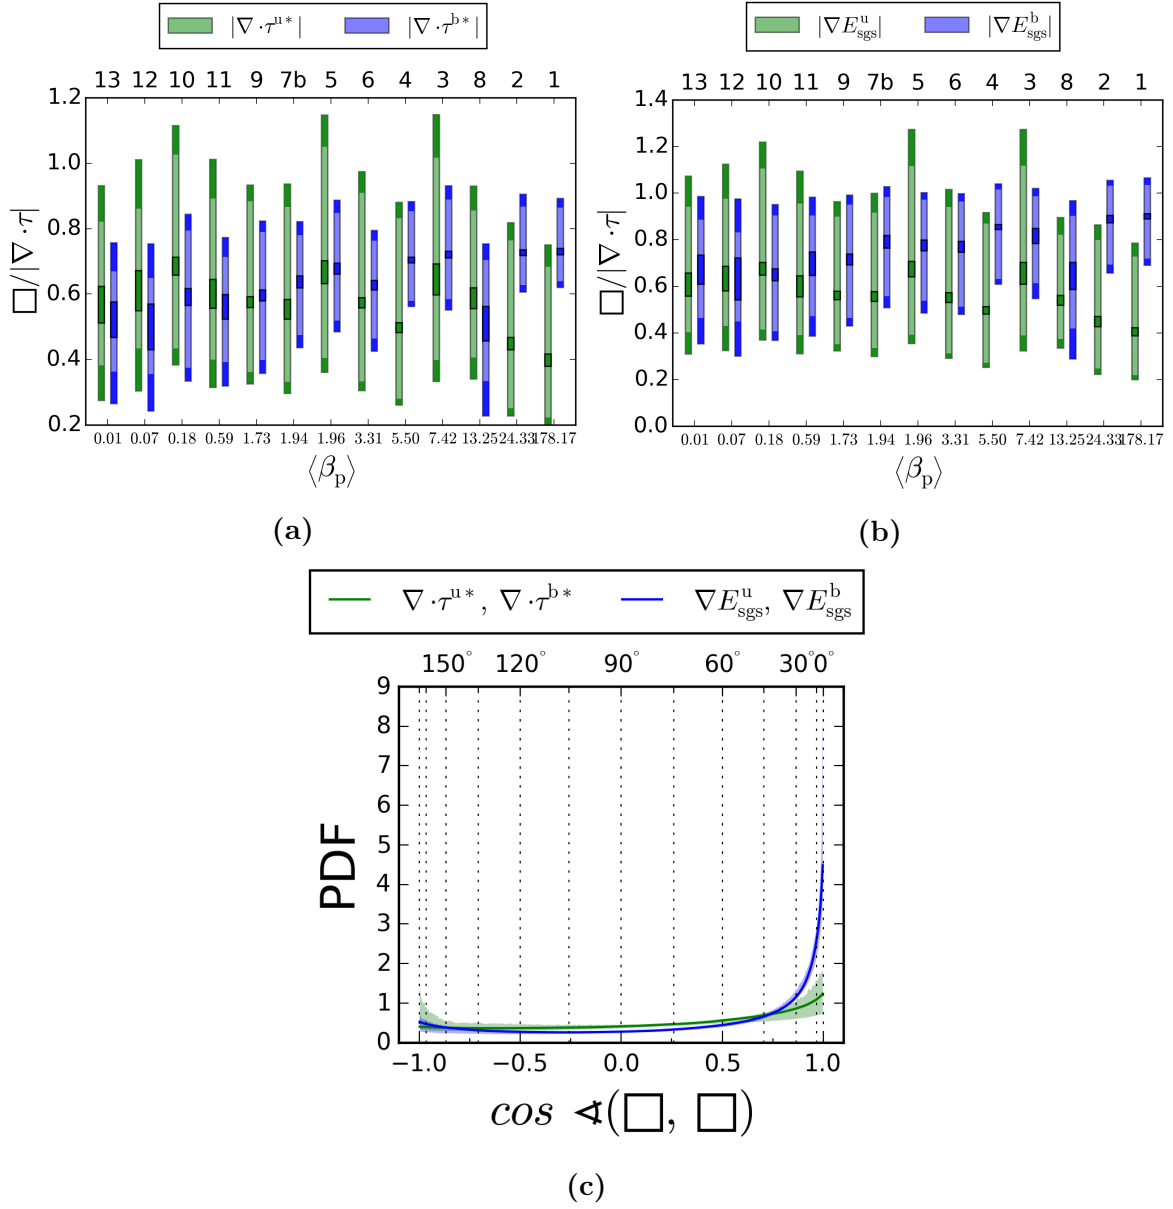 |∇·τ^{u*}| |∇·τ^{b*}|
13 12 10 11 9 7b 5 6 4 3 8 2 1
1.2
1.0
0.8
0.6
0.4
0.2
□/|∇·τ|
0.01 0.07 0.18 0.59 1.73 1.94 1.96 3.31 5.50 7.42 13.25 24.33 178.17
⟨β_p⟩
(a)
|∇E^u_sgs| |∇E^b_sgs|
13 12 10 11 9 7b 5 6 4 3 8 2 1
1.4
1.2
1.0
0.8
0.6
0.4
0.2
0.0
□/|∇·τ|
0.01 0.07 0.18 0.59 1.73 1.94 1.96 3.31 5.50 7.42 13.25 24.33 178.17
⟨β_p⟩
(b)
∇·τ^{u*}, ∇·τ^{b*} ∇E^u_sgs, ∇E^b_sgs
150° 120° 90° 60° 30° 0°
9
8
7
6
5
4
3
2
1
0
PDF
−1.0 −0.5 0.0 0.5 1.0
cos ∢(□, □)
(c)